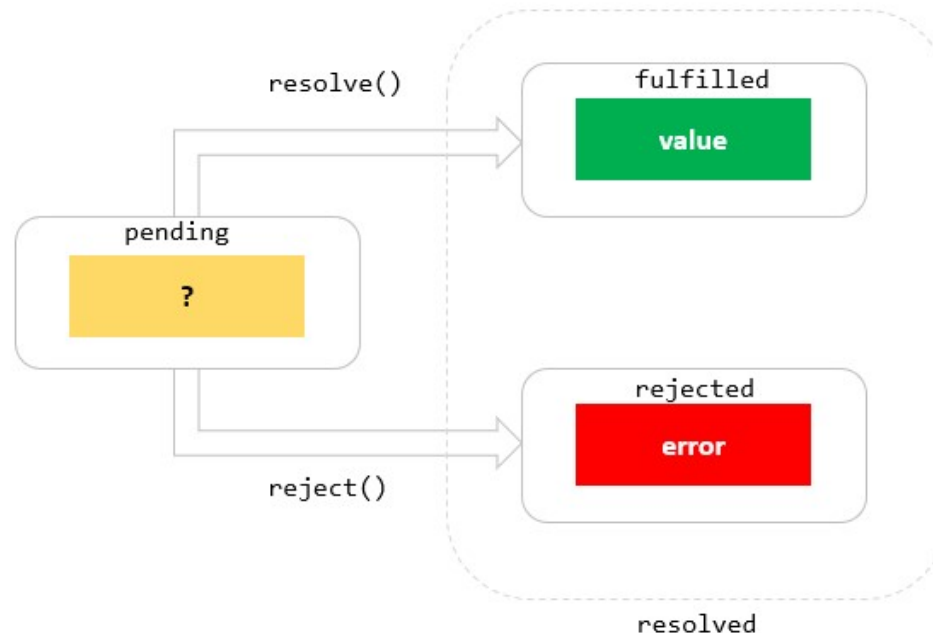 resolve()
fulfilled
value
pending
?
rejected
error
reject()
resolved